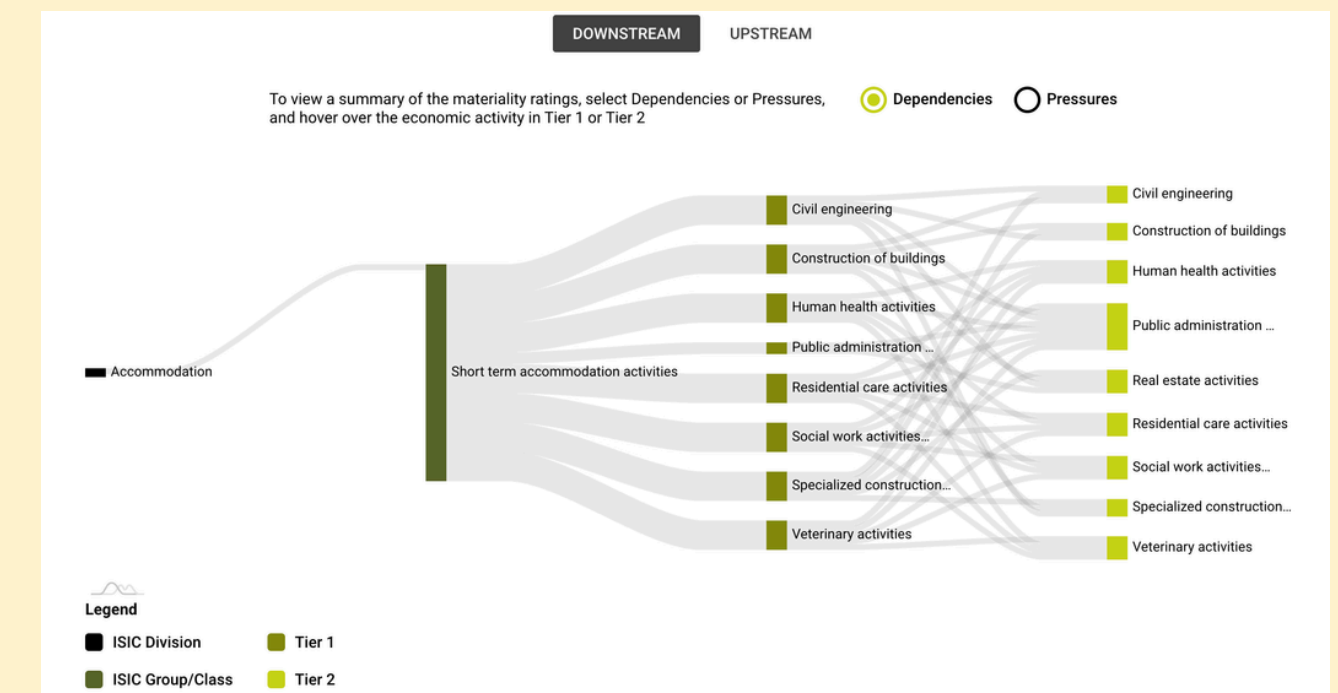 DOWNSTREAM
UPSTREAM
To view a summary of the materiality ratings, select Dependencies or Pressures,
and hover over the economic activity in Tier 1 or Tier 2
Dependencies
Pressures
Accommodation
Short term accommodation activities
Civil engineering
Construction of buildings
Human health activities
Public administration ...
Residential care activities
Social work activities...
Specialized construction...
Veterinary activities
Civil engineering
Construction of buildings
Human health activities
Public administration ...
Real estate activities
Residential care activities
Social work activities...
Specialized construction...
Veterinary activities
Legend
ISIC Division
Tier 1
ISIC Group/Class
Tier 2